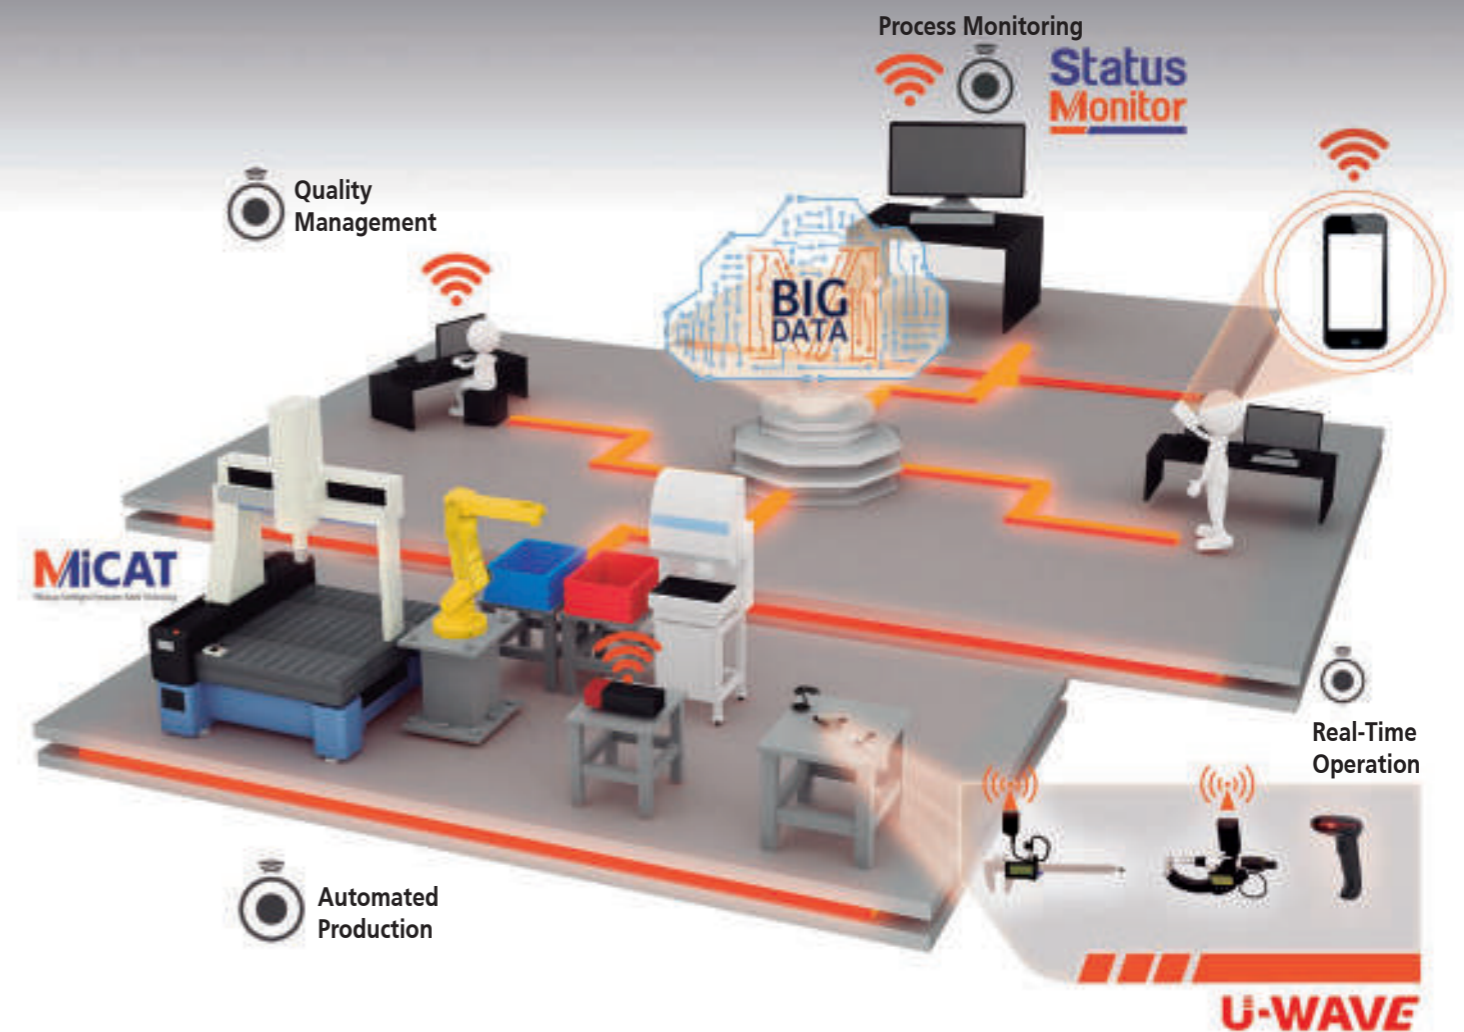 Process Monitoring
Status
Monitor
Quality
Management
BIG
DATA
MiCAT
Real-Time
Operation
Automated
Production
U-WAVE